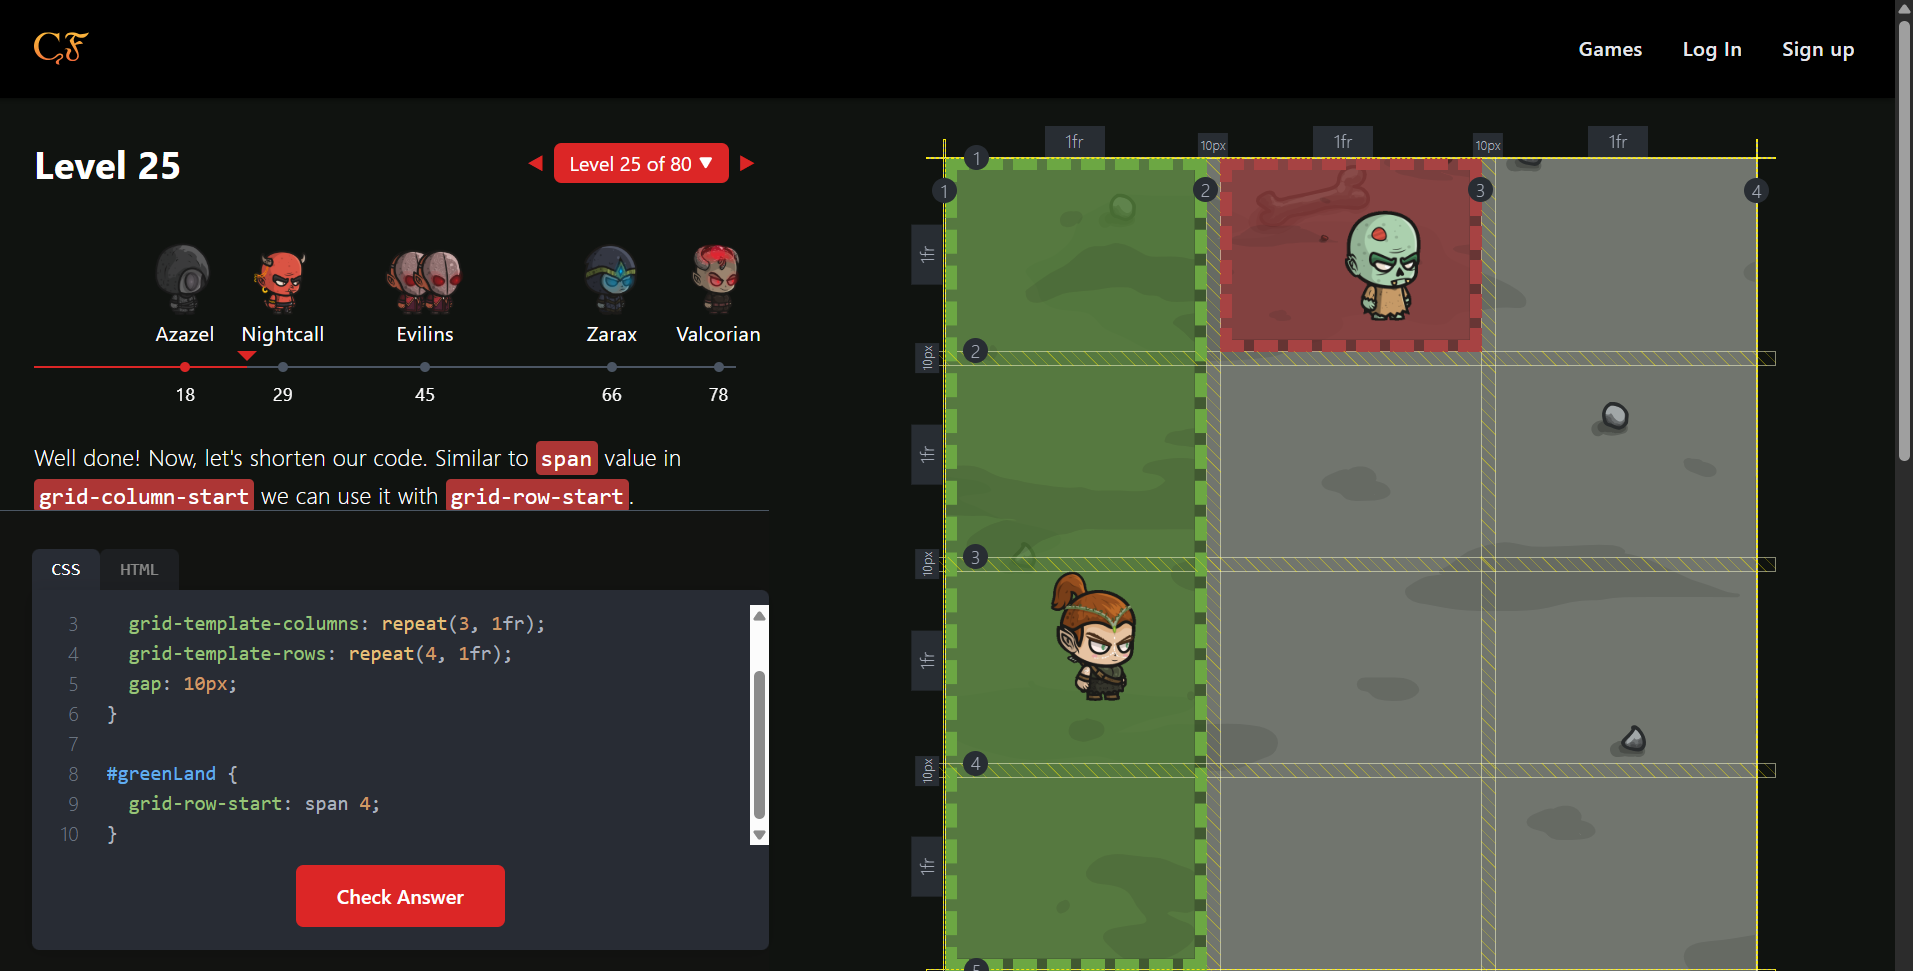 CF
Games
Log In
Sign up
Level 25
Level 25 of 80 ▼
Azazel
Nightcall
Evilins
Zarax
Valcorian
18
29
45
66
78
Well done! Now, let's shorten our code. Similar to span value in
grid-column-start we can use it with grid-row-start.
CSS
HTML
3 grid-template-columns: repeat(3, 1fr);
4 grid-template-rows: repeat(4, 1fr);
5 gap: 10px;
6 }
7
8 #greenLand {
9 grid-row-start: span 4;
10 }
Check Answer
1fr
10px
1fr
10px
1fr
1
1
2
3
4
1fr
10px
2
1fr
10px
3
1fr
10px
4
1fr
5